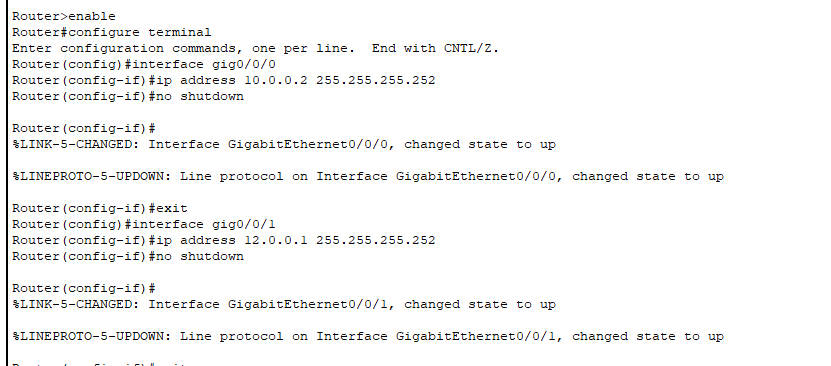 Router>enable
Router#configure terminal
Enter configuration commands, one per line.  End with CNTL/Z.
Router(config)#interface gig0/0/0
Router(config-if)#ip address 10.0.0.2 255.255.255.252
Router(config-if)#no shutdown
Router(config-if)#
%LINK-5-CHANGED: Interface GigabitEthernet0/0/0, changed state to up
%LINEPROTO-5-UPDOWN: Line protocol on Interface GigabitEthernet0/0/0, changed state to up
Router(config-if)#exit
Router(config)#interface gig0/0/1
Router(config-if)#ip address 12.0.0.1 255.255.255.252
Router(config-if)#no shutdown
Router(config-if)#
%LINK-5-CHANGED: Interface GigabitEthernet0/0/1, changed state to up
%LINEPROTO-5-UPDOWN: Line protocol on Interface GigabitEthernet0/0/1, changed state to up